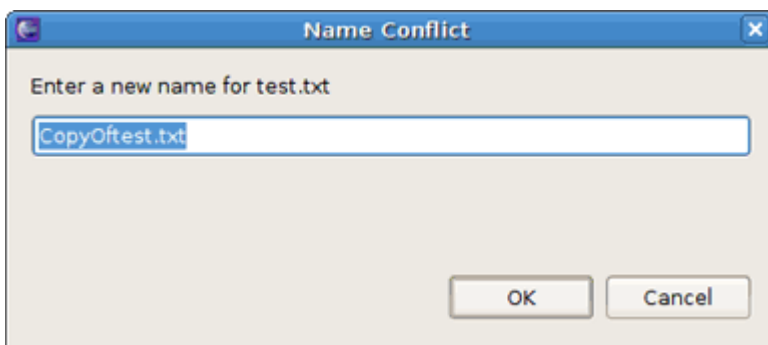 Name Conflict
Enter a new name for test.txt
CopyOftest.txt
OK Cancel